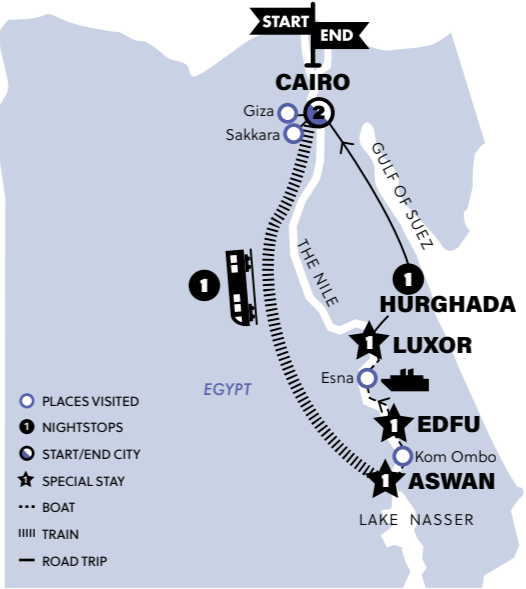 START
END
CAIRO
2
Giza
Sakkara
GULF OF SUEZ
THE NILE
1
1
HURGHADA
1
LUXOR
Esna
EGYPT
1
EDFU
Kom Ombo
1
ASWAN
LAKE NASSER
PLACES VISITED
1 NIGHTSTOPS
START/END CITY
1 SPECIAL STAY
BOAT
TRAIN
ROAD TRIP